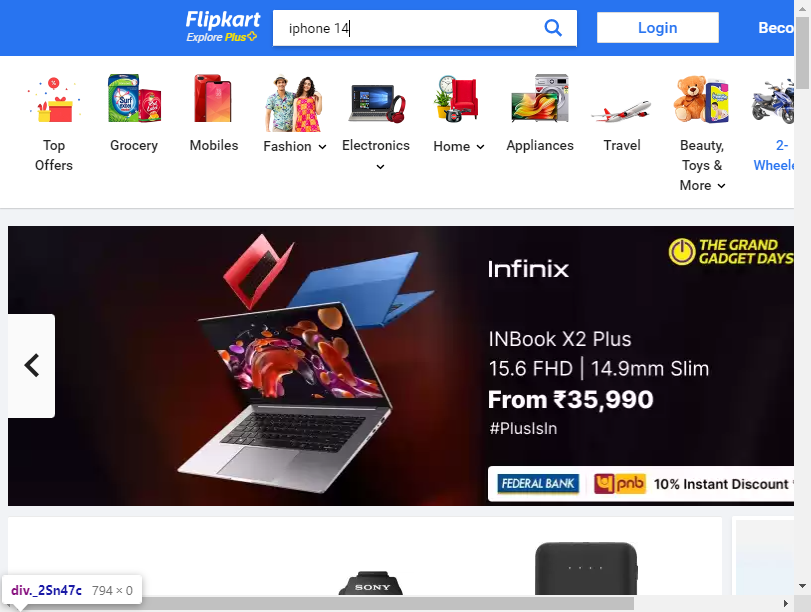 Flipkart
Explore Plus
iphone 14
Login
Beco
Top
Offers
Grocery
Mobiles
Fashion
Electronics
Home
Appliances
Travel
Beauty,
Toys &
More
2-
Wheele
Infinix
THE GRAND
GADGET DAYS
INBook X2 Plus
15.6 FHD | 14.9mm Slim
From ₹35,990
#PlusIsIn
FEDERAL BANK
pnb
10% Instant Discount
SONY
div._2Sn47c 794 × 0